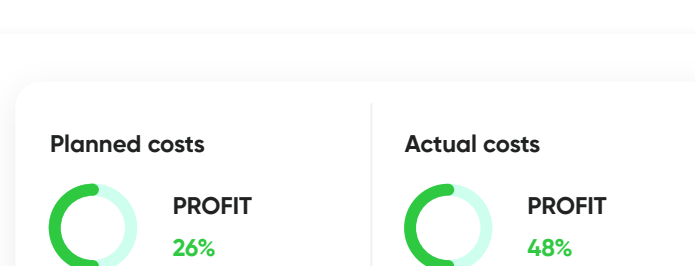 Planned costs
PROFIT
26%
Actual costs
PROFIT
48%